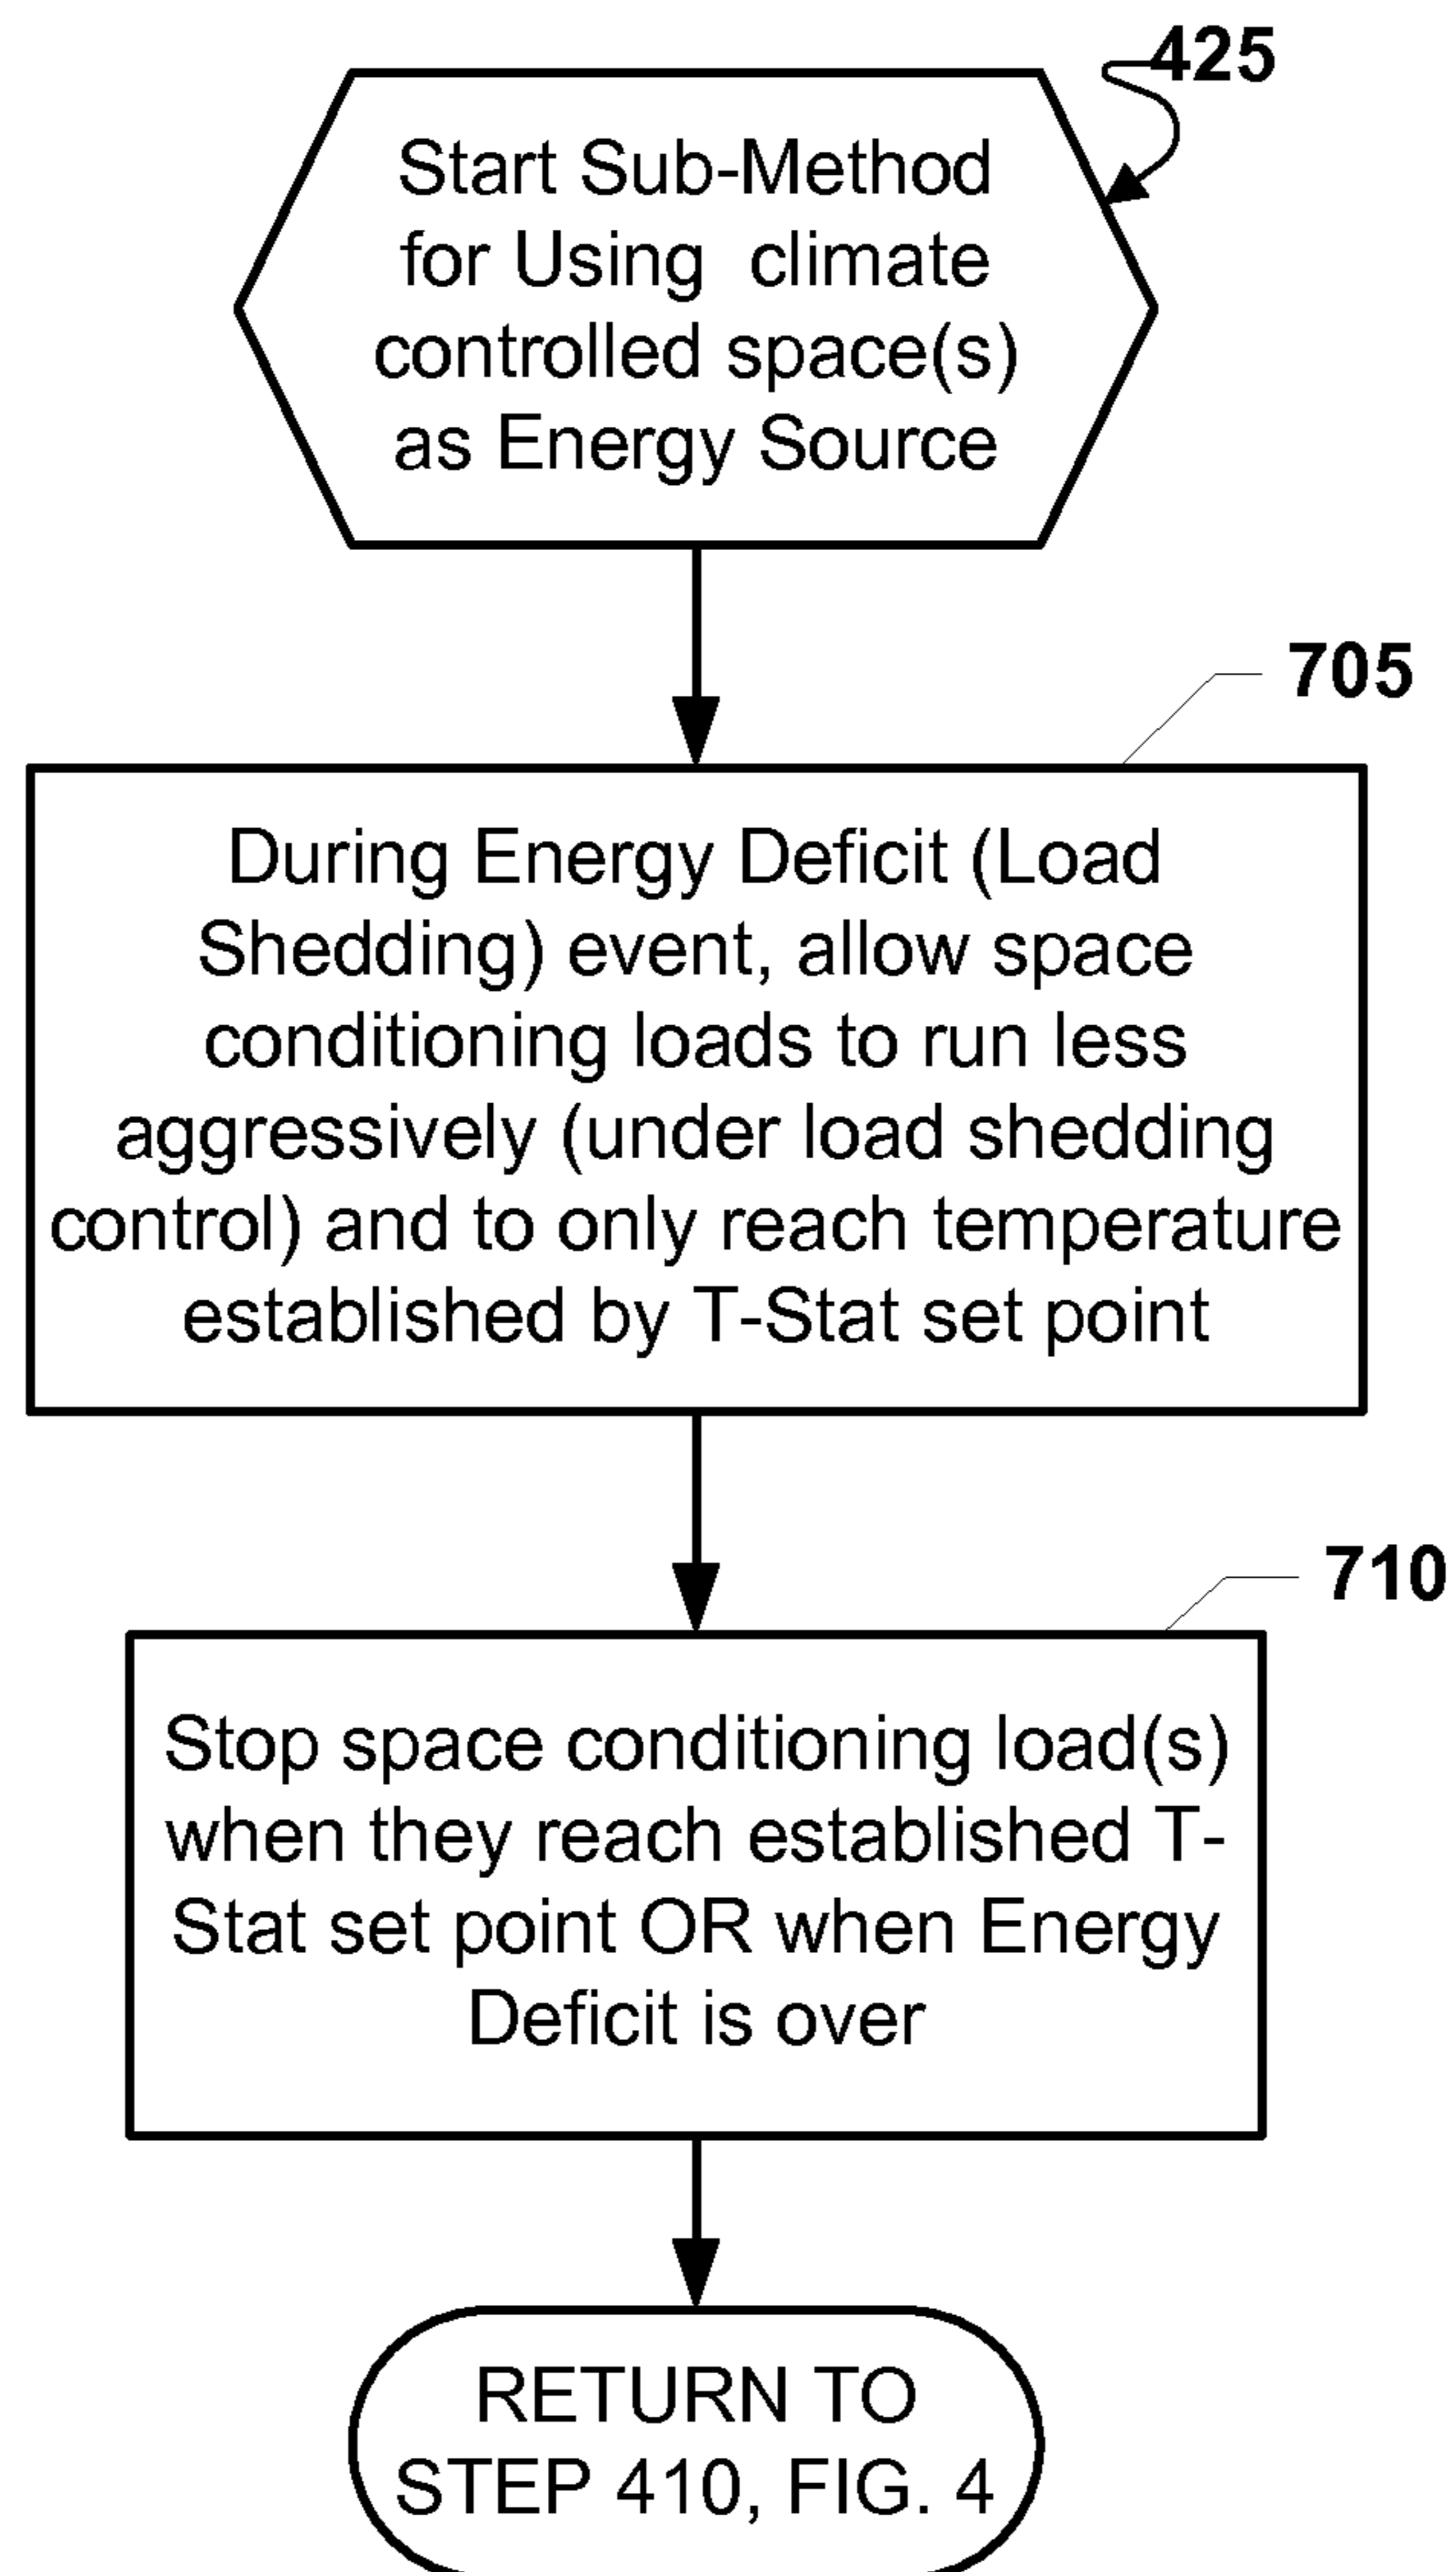 425
Start Sub-Method
for Using climate
controlled space(s)
as Energy Source
705
During Energy Deficit (Load
Shedding) event, allow space
conditioning loads to run less
aggressively (under load shedding
control) and to only reach temperature
established by T-Stat set point
710
Stop space conditioning load(s)
when they reach established T-
Stat set point OR when Energy
Deficit is over
RETURN TO
STEP 410, FIG. 4